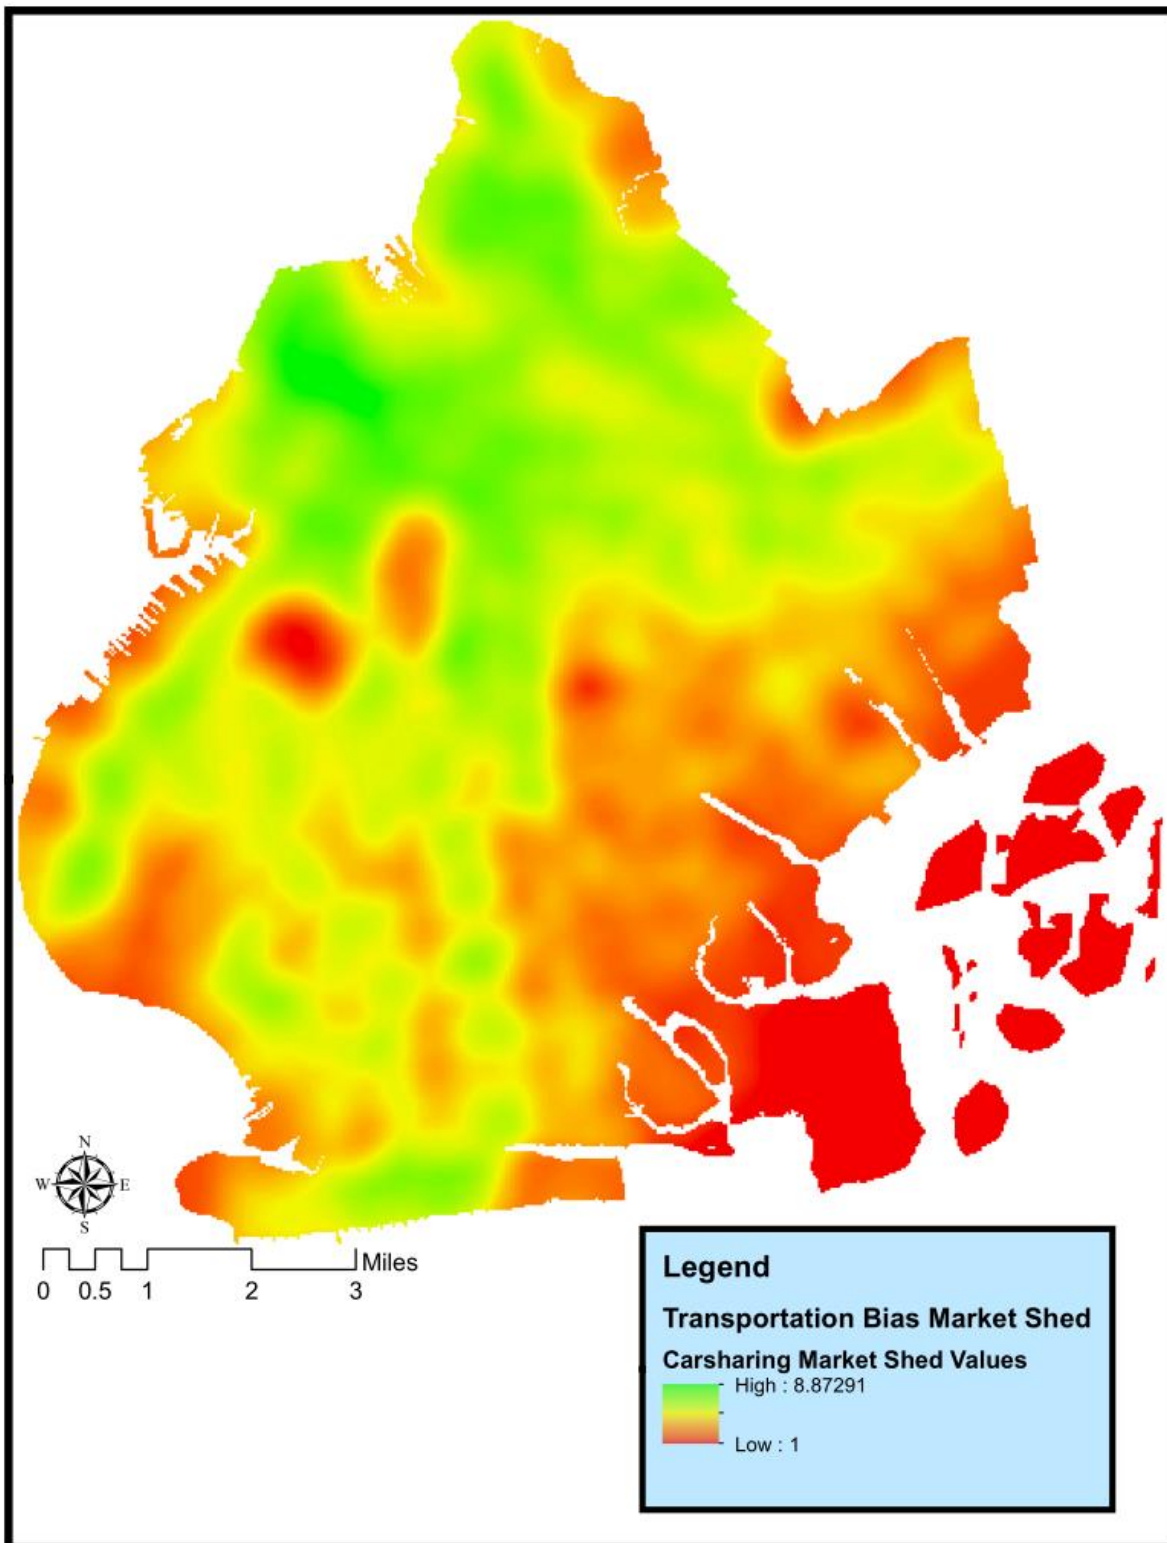 N
W E
S
Miles
0 0.5 1 2 3
Legend
Transportation Bias Market Shed
Carsharing Market Shed Values
High : 8.87291
Low : 1